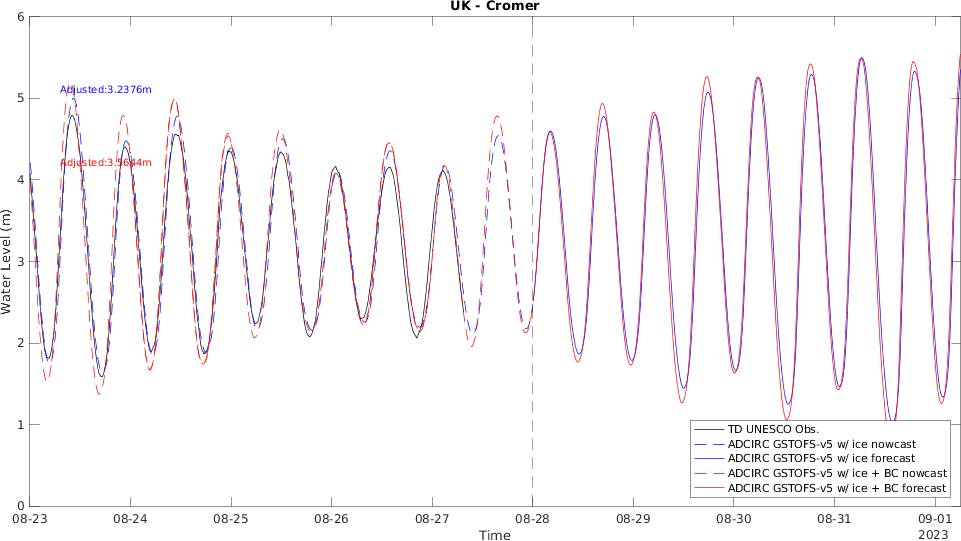 UK - Cromer
6
5
4
3
2
1
0
Water Level (m)
Adjusted:3.2376m
Adjusted:3.5644m
TD UNESCO Obs.
ADCIRC GSTOFS-v5 w/ ice nowcast
ADCIRC GSTOFS-v5 w/ ice forecast
ADCIRC GSTOFS-v5 w/ ice + BC nowcast
ADCIRC GSTOFS-v5 w/ ice + BC forecast
08-23 08-24 08-25 08-26 08-27 08-28 08-29 08-30 08-31 09-01
Time
2023